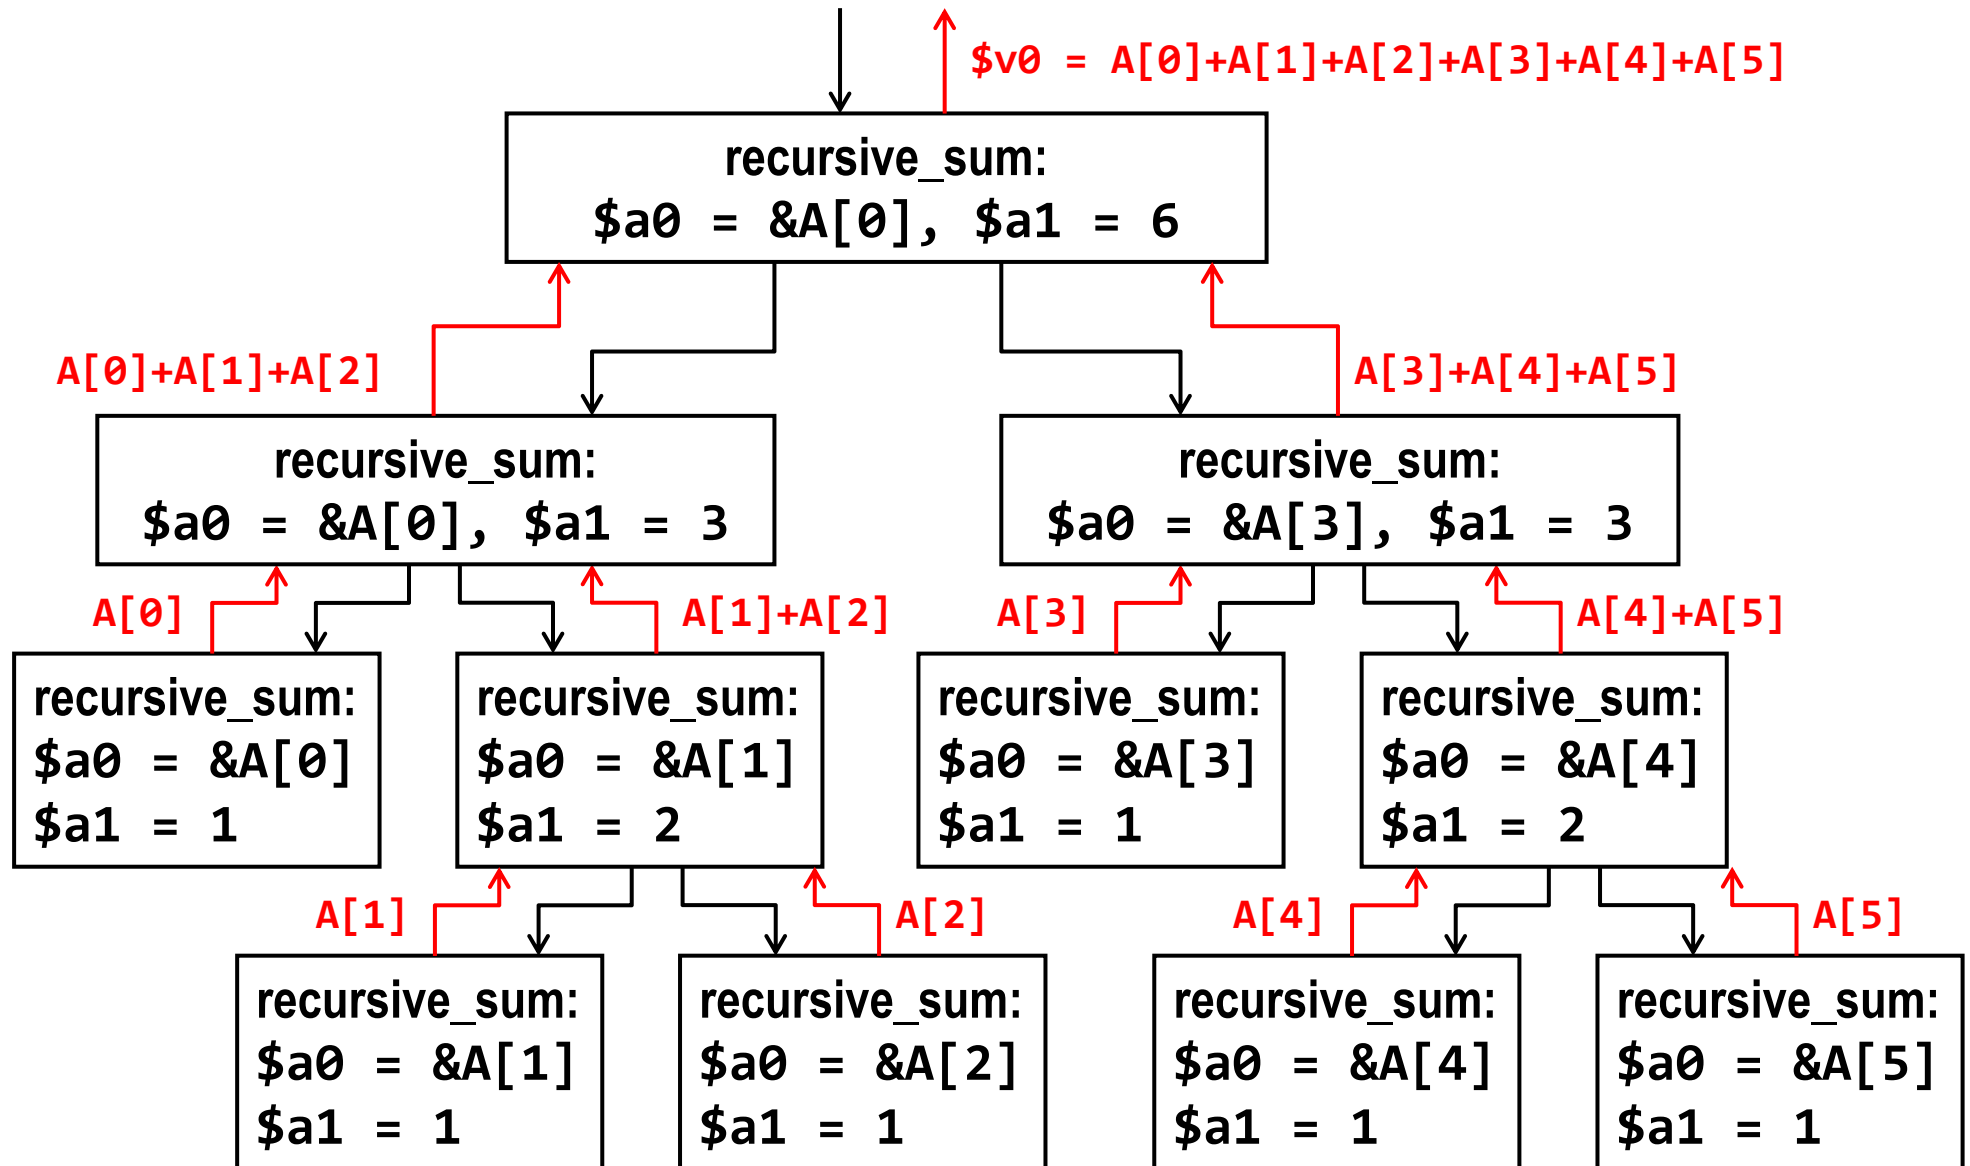 $v0 = A[0]+A[1]+A[2]+A[3]+A[4]+A[5]
recursive_sum:
$a0 = &A[0], $a1 = 6
A[0]+A[1]+A[2]
A[3]+A[4]+A[5]
recursive_sum:
$a0 = &A[0], $a1 = 3
recursive_sum:
$a0 = &A[3], $a1 = 3
A[0]
A[1]+A[2]
A[3]
A[4]+A[5]
recursive_sum:
$a0 = &A[0]
$a1 = 1
recursive_sum:
$a0 = &A[1]
$a1 = 2
recursive_sum:
$a0 = &A[3]
$a1 = 1
recursive_sum:
$a0 = &A[4]
$a1 = 2
A[1]
A[2]
A[4]
A[5]
recursive_sum:
$a0 = &A[1]
$a1 = 1
recursive_sum:
$a0 = &A[2]
$a1 = 1
recursive_sum:
$a0 = &A[4]
$a1 = 1
recursive_sum:
$a0 = &A[5]
$a1 = 1